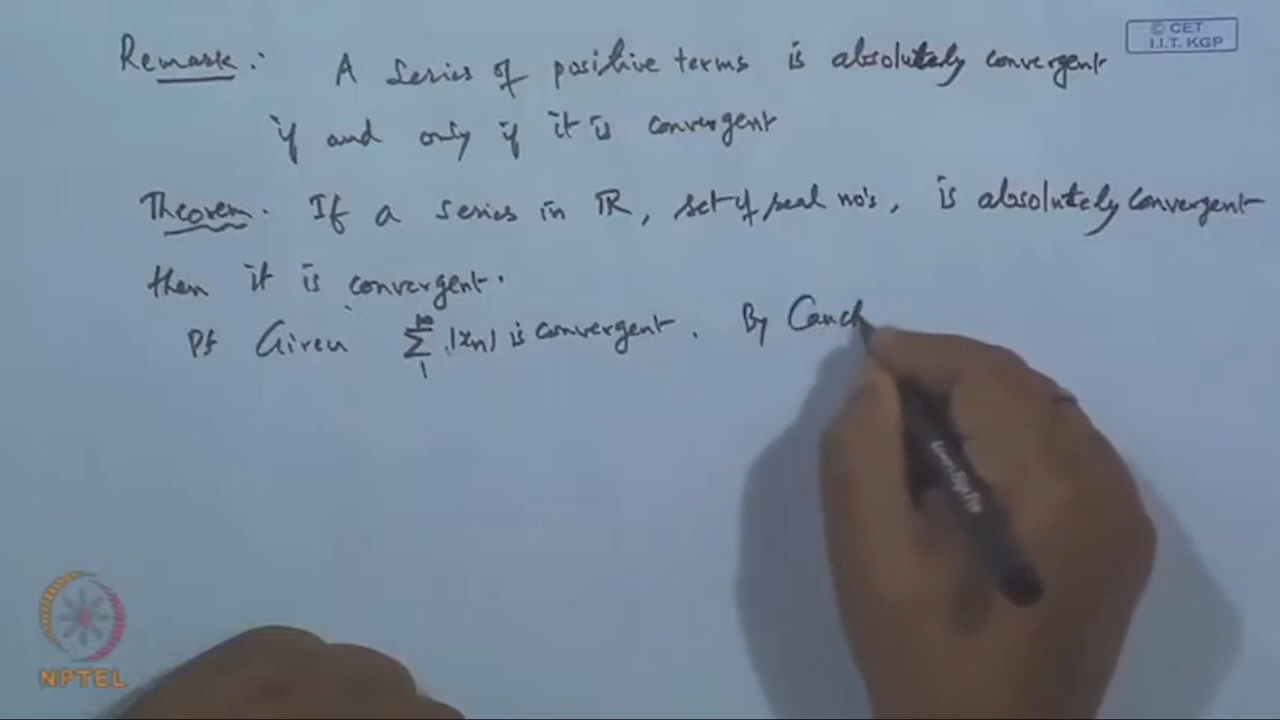 © CET
I.I.T. KGP
Remark: A series of positive terms is absolutely convergent
if and only if it is convergent
Theorem. If a series in ℝ, set of real no's, is absolutely convergent
then it is convergent.
Pf Given ∑_1^∞ |x_n| is convergent. By Cauch
NPTEL